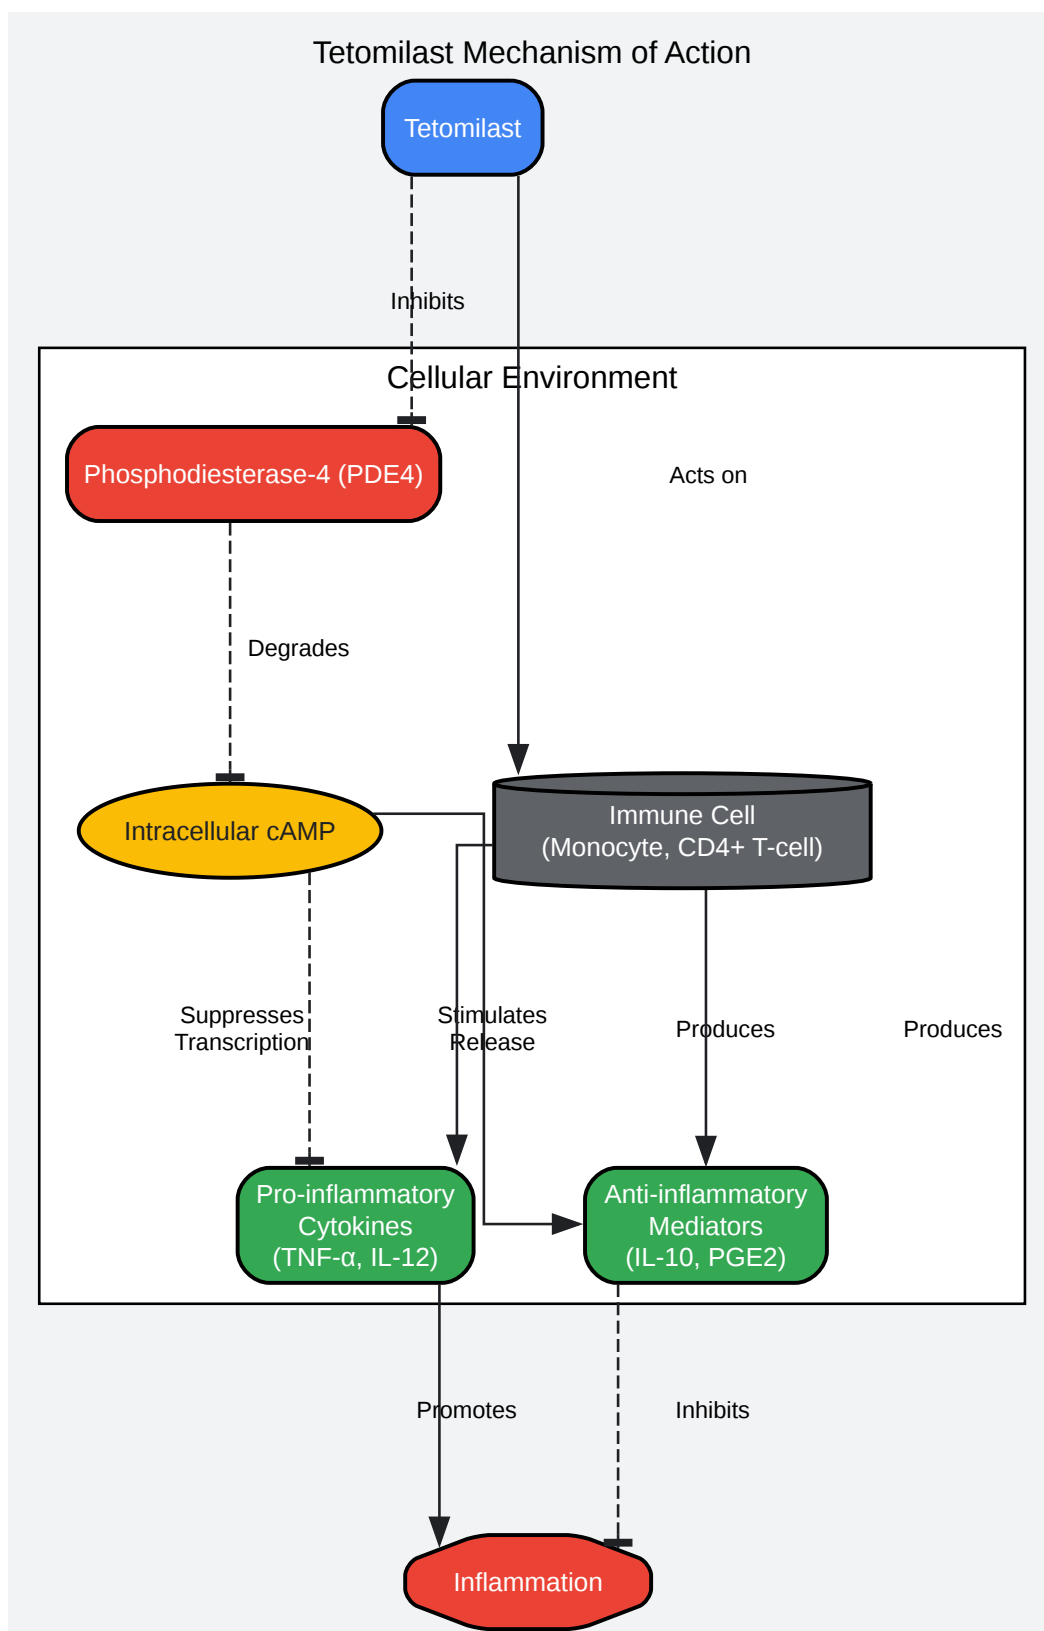 Tetomilast Mechanism of Action
Tetomilast
Inhibits
Cellular Environment
Phosphodiesterase-4 (PDE4)
Acts on
Degrades
Intracellular cAMP
Immune Cell
(Monocyte, CD4+ T-cell)
Suppresses
Transcription
Stimulates
Release
Produces
Produces
Pro-inflammatory
Cytokines
(TNF-α, IL-12)
Anti-inflammatory
Mediators
(IL-10, PGE2)
Promotes
Inhibits
Inflammation